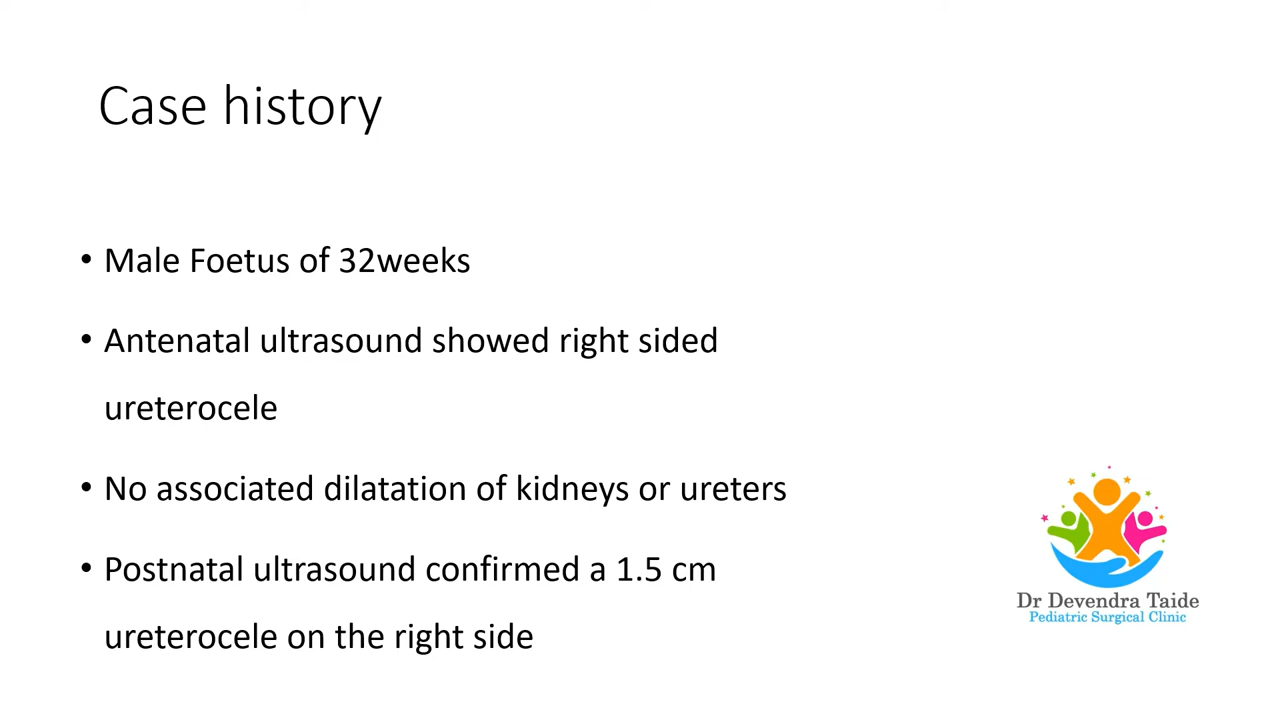 Case history
• Male Foetus of 32weeks
• Antenatal ultrasound showed right sided
ureterocele
• No associated dilatation of kidneys or ureters
• Postnatal ultrasound confirmed a 1.5 cm
ureterocele on the right side
Dr Devendra Taide
Pediatric Surgical Clinic